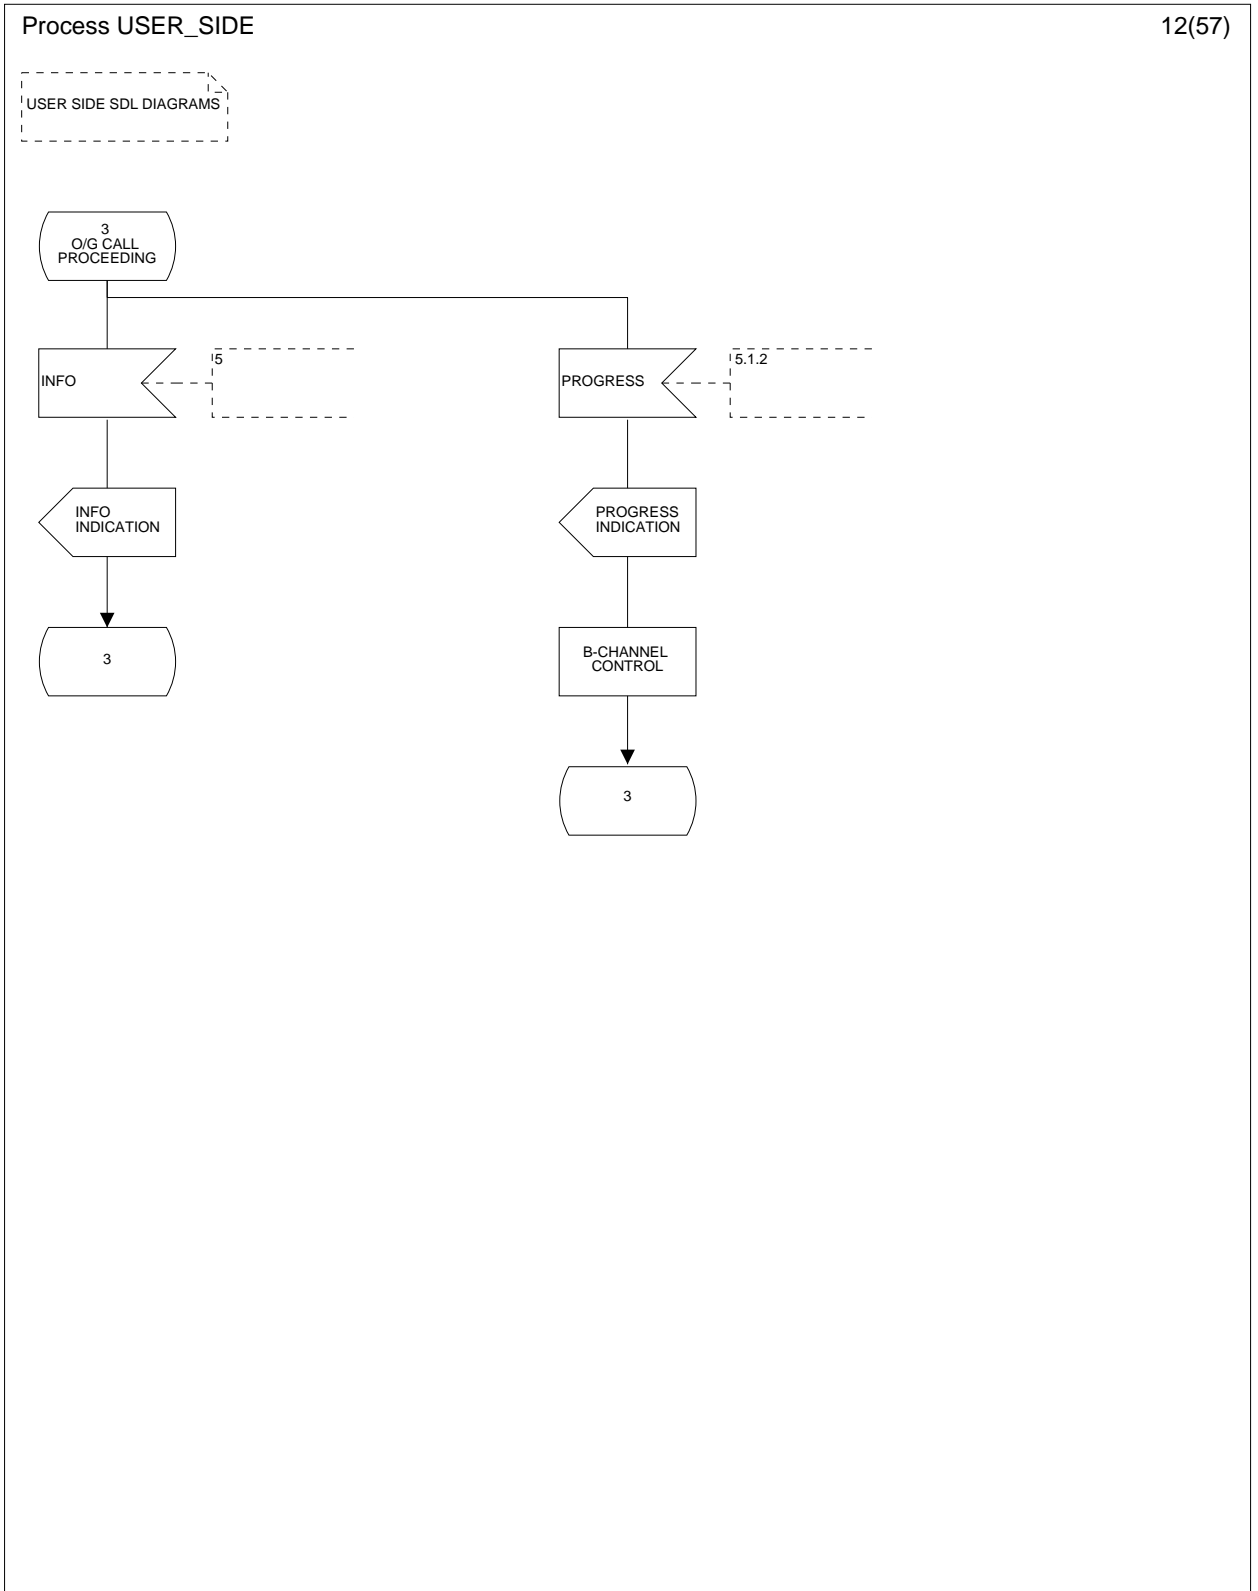 Process USER_SIDE
12(57)
USER SIDE SDL DIAGRAMS
3
O/G CALL
PROCEEDING
INFO
5
PROGRESS
5.1.2
INFO
INDICATION
PROGRESS
INDICATION
3
B-CHANNEL
CONTROL
3